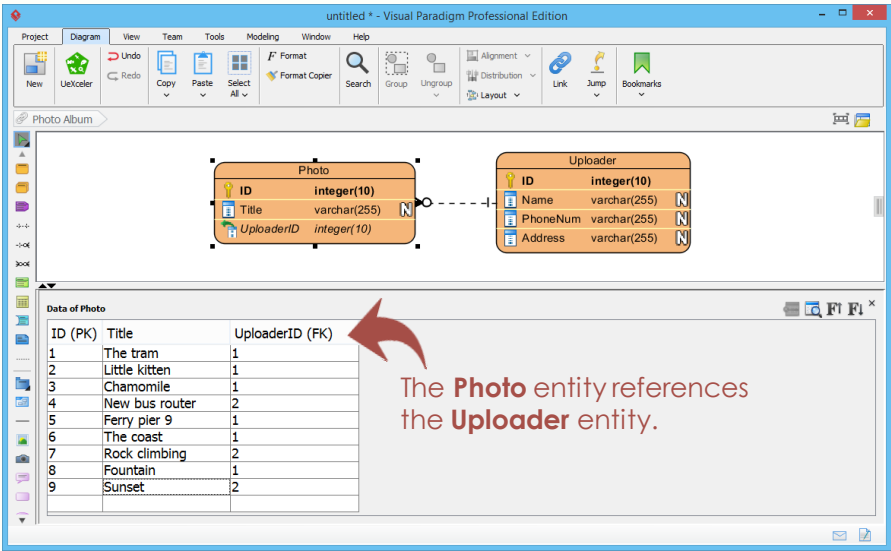 untitled * - Visual Paradigm Professional Edition
Project Diagram View Team Tools Modeling Window Help
New
UeXceler
Undo
Redo
Copy
Paste
Select
All
Format
Format Copier
Search
Group
Ungroup
Alignment
Distribution
Layout
Link
Jump
Bookmarks
Photo Album
Photo
ID integer(10)
Title varchar(255) N
UploaderID integer(10)
Uploader
ID integer(10)
Name varchar(255) N
PhoneNum varchar(255) N
Address varchar(255) N
Data of Photo
ID (PK) Title UploaderID (FK)
1 The tram 1
2 Little kitten 1
3 Chamomile 1
4 New bus router 2
5 Ferry pier 9 1
6 The coast 1
7 Rock climbing 2
8 Fountain 1
9 Sunset 2
The Photo entity references
the Uploader entity.